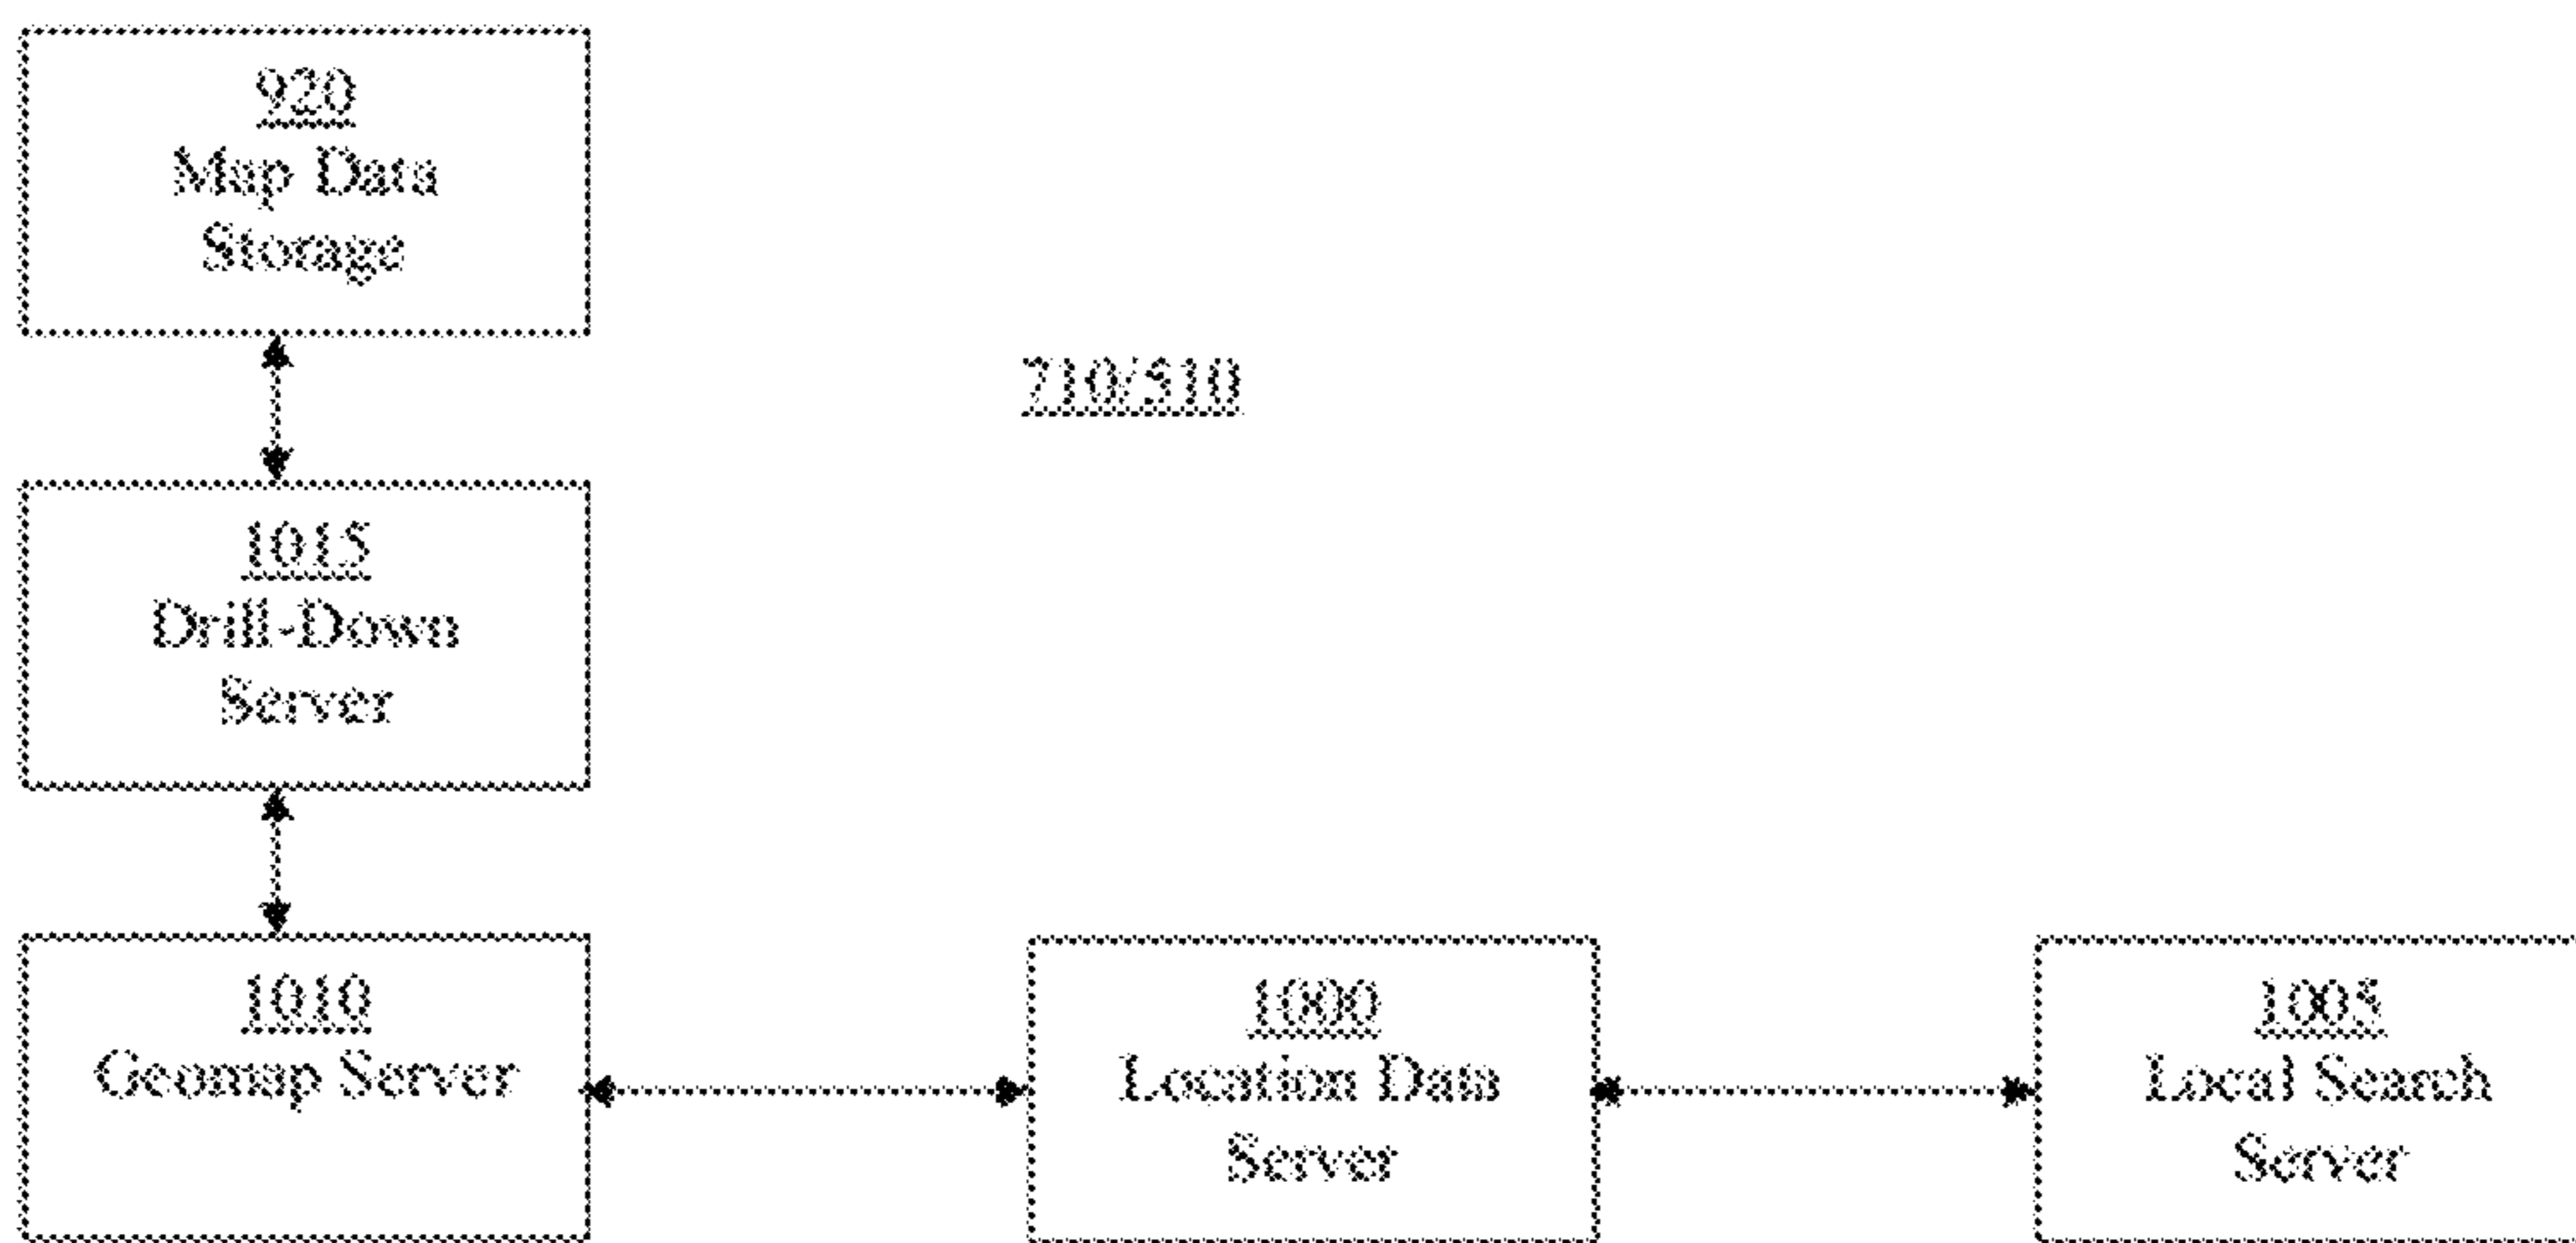 920
Map Data
Storage
710/510
1015
Drill-Down
Server
1010
Geomap Server
1000
Location Data
Server
1005
Local Search
Server